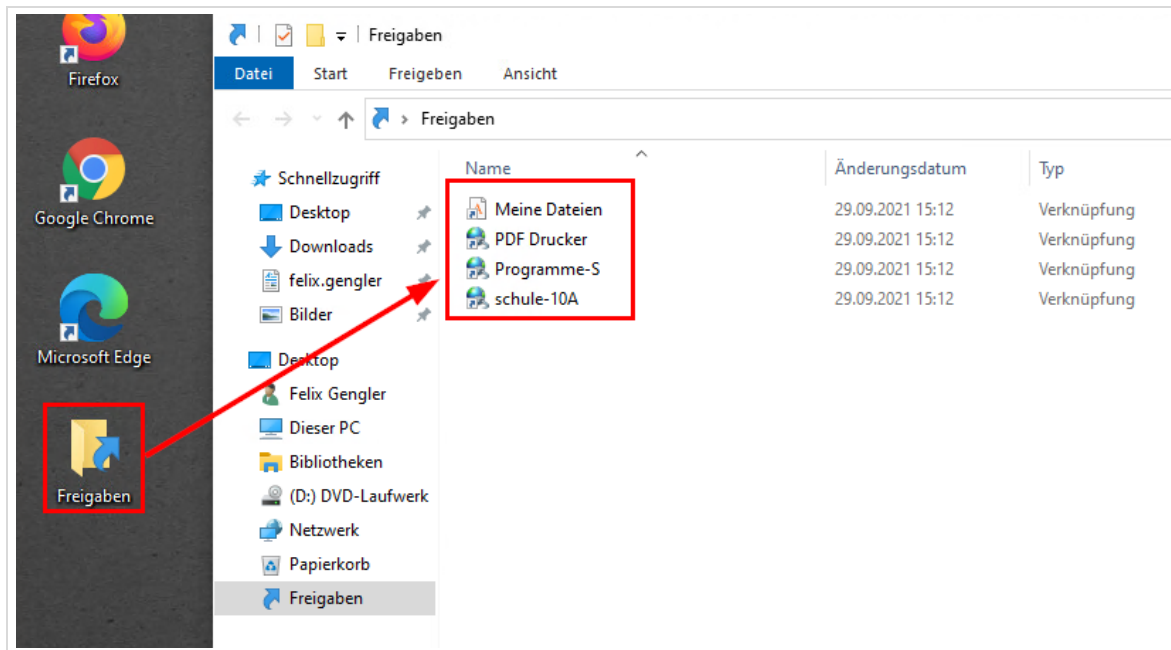 Firefox
Google Chrome
Microsoft Edge
Freigaben
Freigaben
Datei Start Freigeben Ansicht
Freigaben
Schnellzugriff
Desktop
Downloads
felix.gengler
Bilder
Desktop
Felix Gengler
Dieser PC
Bibliotheken
(D:) DVD-Laufwerk
Netzwerk
Papierkorb
Freigaben
Name Änderungsdatum Typ
Meine Dateien 29.09.2021 15:12 Verknüpfung
PDF Drucker 29.09.2021 15:12 Verknüpfung
Programme-S 29.09.2021 15:12 Verknüpfung
schule-10A 29.09.2021 15:12 Verknüpfung